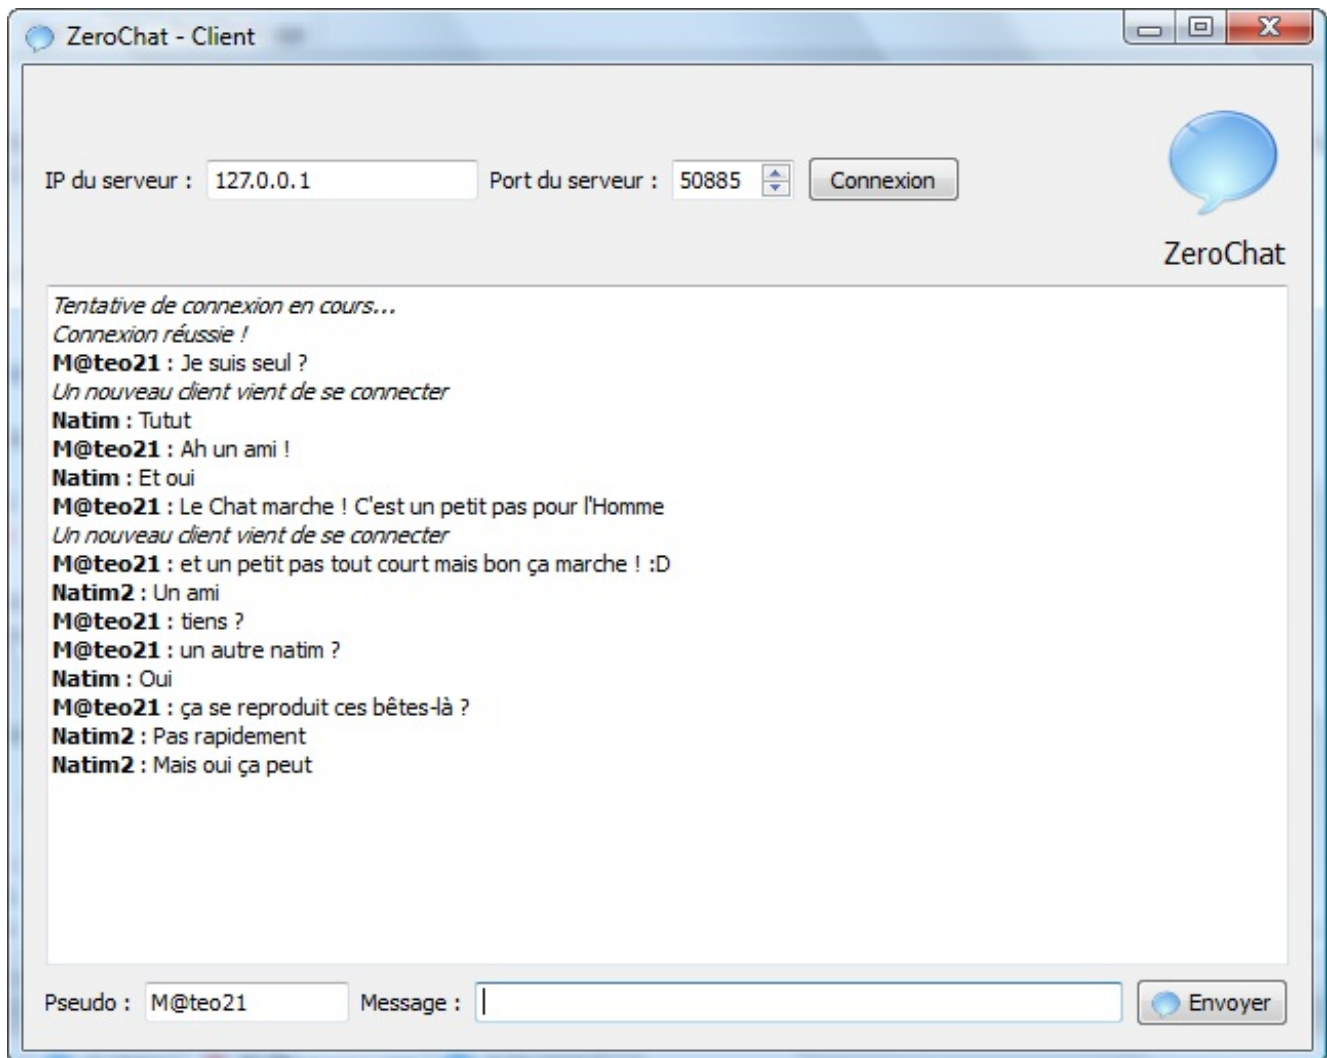 ZeroChat - Client
IP du serveur : 127.0.0.1 Port du serveur : 50885 Connexion
ZeroChat
Tentative de connexion en cours...
Connexion réussie !
M@teo21 : Je suis seul ?
Un nouveau client vient de se connecter
Natim : Tutut
M@teo21 : Ah un ami !
Natim : Et oui
M@teo21 : Le Chat marche ! C'est un petit pas pour l'Homme
Un nouveau client vient de se connecter
M@teo21 : et un petit pas tout court mais bon ça marche ! :D
Natim2 : Un ami
M@teo21 : tiens ?
M@teo21 : un autre natim ?
Natim : Oui
M@teo21 : ça se reproduit ces bêtes-là ?
Natim2 : Pas rapidement
Natim2 : Mais oui ça peut
Pseudo : M@teo21 Message : Envoyer